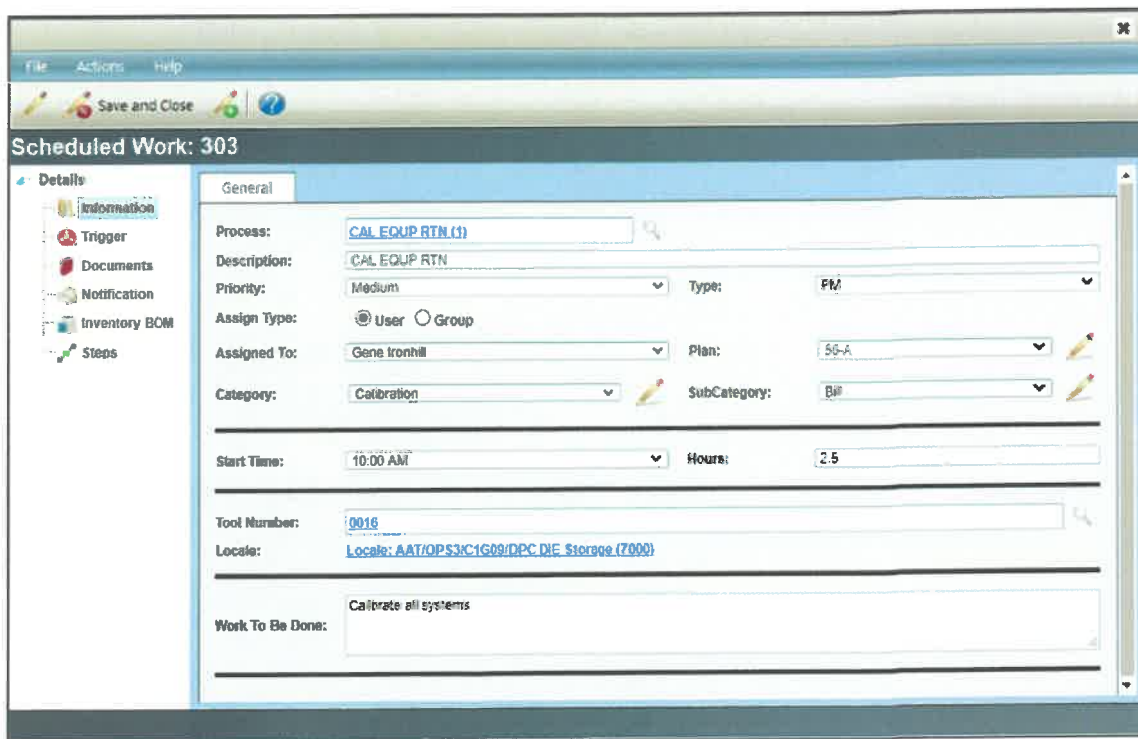 File Actions Help
Save and Close
Scheduled Work: 303
Details
Information
Trigger
Documents
Notification
Inventory BOM
Steps
General
Process: CAL EQUP RTN (1)
Description: CAL EQUP RTN
Priority: Medium Type: PM
Assign Type: User Group
Assigned To: Gene Ironhill Plan: 56-A
Category: Calibration SubCategory: Bill
Start Time: 10:00 AM Hours: 2.5
Tool Number: 0016
Locale: Locale: AAT/OPS3/C1G09/DPC DIE Storage (7000)
Work To Be Done: Calibrate all systems